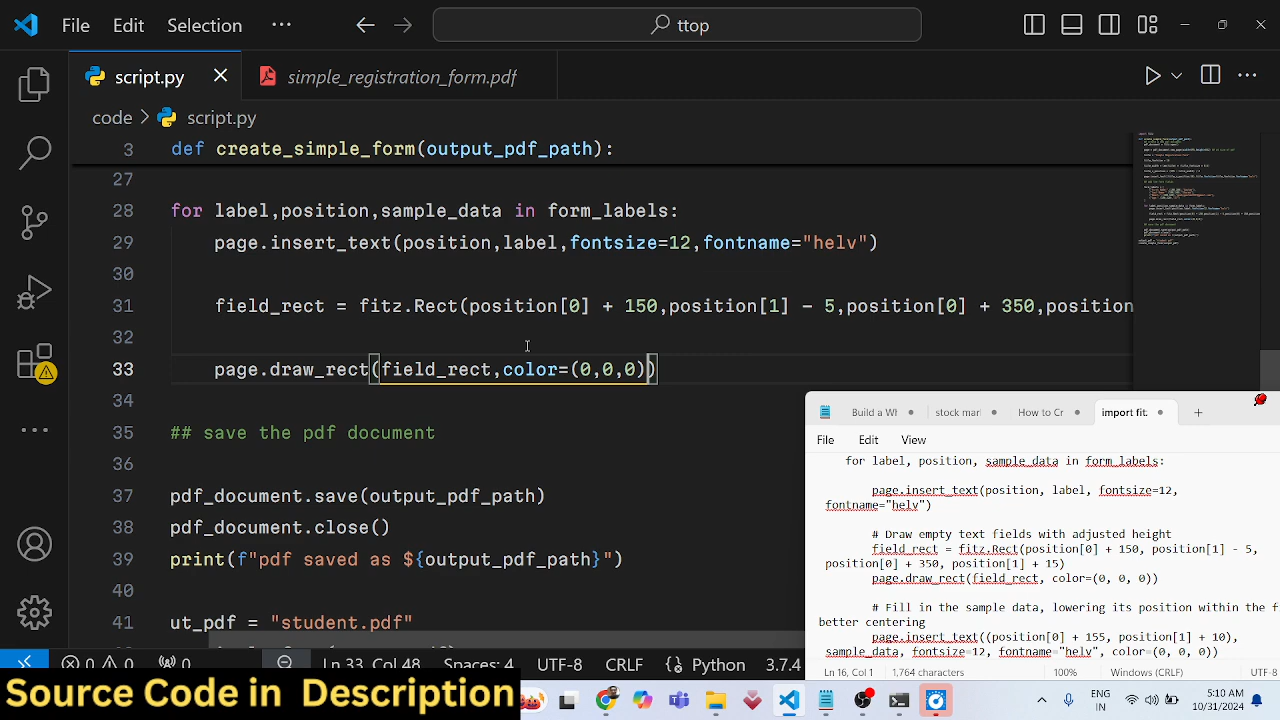 File Edit Selection ··· ttop
script.py simple_registration_form.pdf
code > script.py
3 def create_simple_form(output_pdf_path):
27
28 for label,position,sample_data in form_labels:
29 page.insert_text(position,label,fontsize=12,fontname="helv")
30
31 field_rect = fitz.Rect(position[0] + 150,position[1] - 5,position[0] + 350,position
32
33 page.draw_rect(field_rect,color=(0,0,0))
34
35 ## save the pdf document
36
37 pdf_document.save(output_pdf_path)
38 pdf_document.close()
39 print(f"pdf saved as ${output_pdf_path}")
40
41 ut_pdf = "student.pdf"
Build a Wh stock mar How to Cr import fit.
File Edit View
for label, position, sample_data in form_labels:
page.insert_text(position, label, fontsize=12,
fontname="helv")
# Draw empty text fields with adjusted height
field_rect = fitz.Rect(position[0] + 150, position[1] - 5,
position[0] + 350, position[1] + 15)
page.draw_rect(field_rect, color=(0, 0, 0))
# Fill in the sample data, lowering its position within the f
better centering
page.insert_text((position[0] + 155, position[1] + 10),
sample_data, fontsize=12, fontname="helv", color=(0, 0, 0))
Ln 16, Col 1 1,764 characters 100% Windows (CRLF) UTF-8
0 0 0 Ln 33, Col 48 Spaces: 4 UTF-8 CRLF Python 3.7.4
Source Code in Description
ENG IN 5:10 AM 10/31/2024